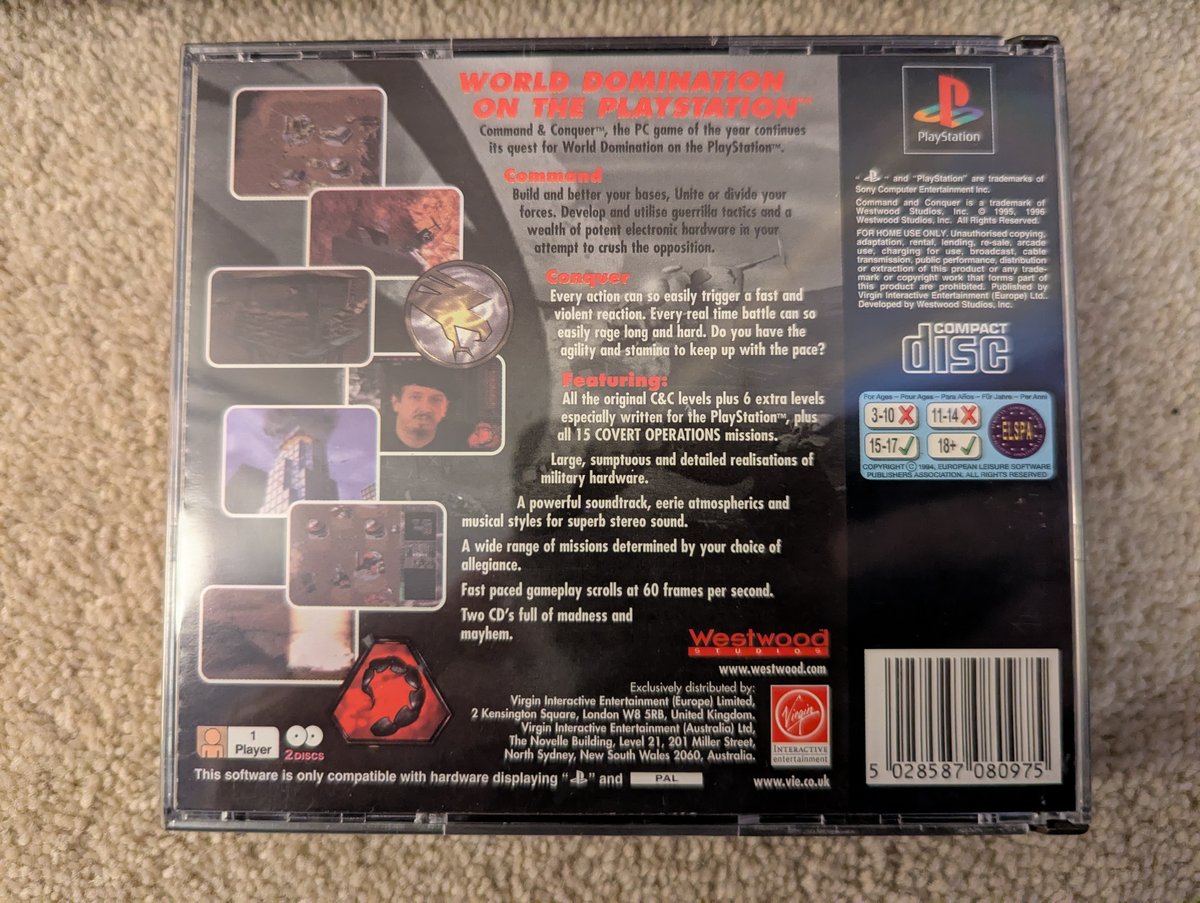 WORLD DOMINATION
ON THE PLAYSTATION™
Command & Conquer™, the PC game of the year continues
its quest for World Domination on the PlayStation™.
Command
Build and better your bases, Unite or divide your
forces. Develop and utilise guerrilla tactics and a
wealth of potent electronic hardware in your
attempt to crush the opposition.
Conquer
Every action can so easily trigger a fast and
violent reaction. Every real time battle can so
easily rage long and hard. Do you have the
agility and stamina to keep up with the pace?
Featuring:
All the original C&C levels plus 6 extra levels
especially written for the PlayStation™, plus
all 15 COVERT OPERATIONS missions.
Large, sumptuous and detailed realisations of
military hardware.
A powerful soundtrack, eerie atmospherics and
musical styles for superb stereo sound.
A wide range of missions determined by your choice of
allegiance.
Fast paced gameplay scrolls at 60 frames per second.
Two CD's full of madness and
mayhem.
Westwood
STUDIOS
www.westwood.com
Exclusively distributed by:
Virgin Interactive Entertainment (Europe) Limited,
2 Kensington Square, London W8 5RB, United Kingdom.
Virgin Interactive Entertainment (Australia) Ltd,
The Novelle Building, Level 21, 201 Miller Street,
North Sydney, New South Wales 2060, Australia.
Virgin
INTERACTIVE
entertainment
www.vie.co.uk
1
Player
2 DISCS
This software is only compatible with hardware displaying " " and PAL
PlayStation
" " and "PlayStation" are trademarks of
Sony Computer Entertainment Inc.
Command and Conquer is a trademark of
Westwood Studios, Inc. © 1995, 1996
Westwood Studios, Inc. All Rights Reserved.
FOR HOME USE ONLY. Unauthorised copying,
adaptation, rental, lending, re-sale, arcade
use, charging for use, broadcast, cable
transmission, public performance, distribution
or extraction of this product or any trade-
mark or copyright work that forms part of
this product are prohibited. Published by
Virgin Interactive Entertainment (Europe) Ltd..
Developed by Westwood Studios, Inc.
COMPACT
disc
For Ages – Pour Ages – Para Años – Für Jahre – Per Anni
3-10 11-14
15-17 18+
ELSPA
COPYRIGHT © 1994, EUROPEAN LEISURE SOFTWARE
PUBLISHERS ASSOCIATION. ALL RIGHTS RESERVED
5 028587 080975